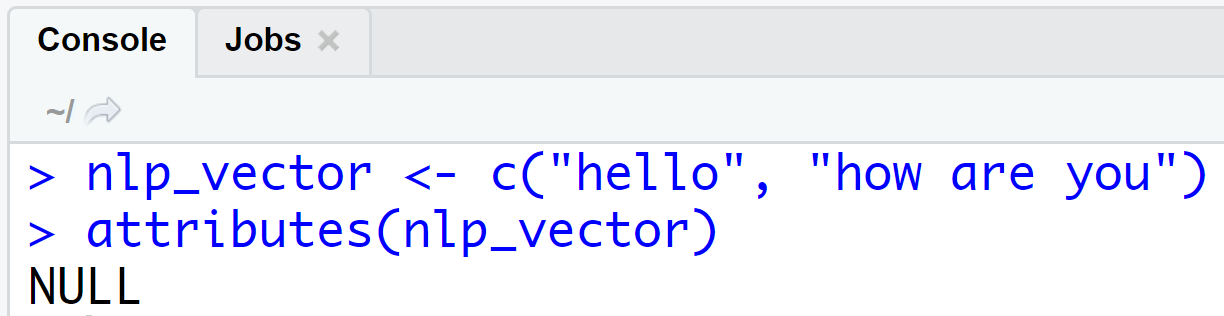 Console Jobs
~/
> nlp_vector <- c("hello", "how are you")
> attributes(nlp_vector)
NULL